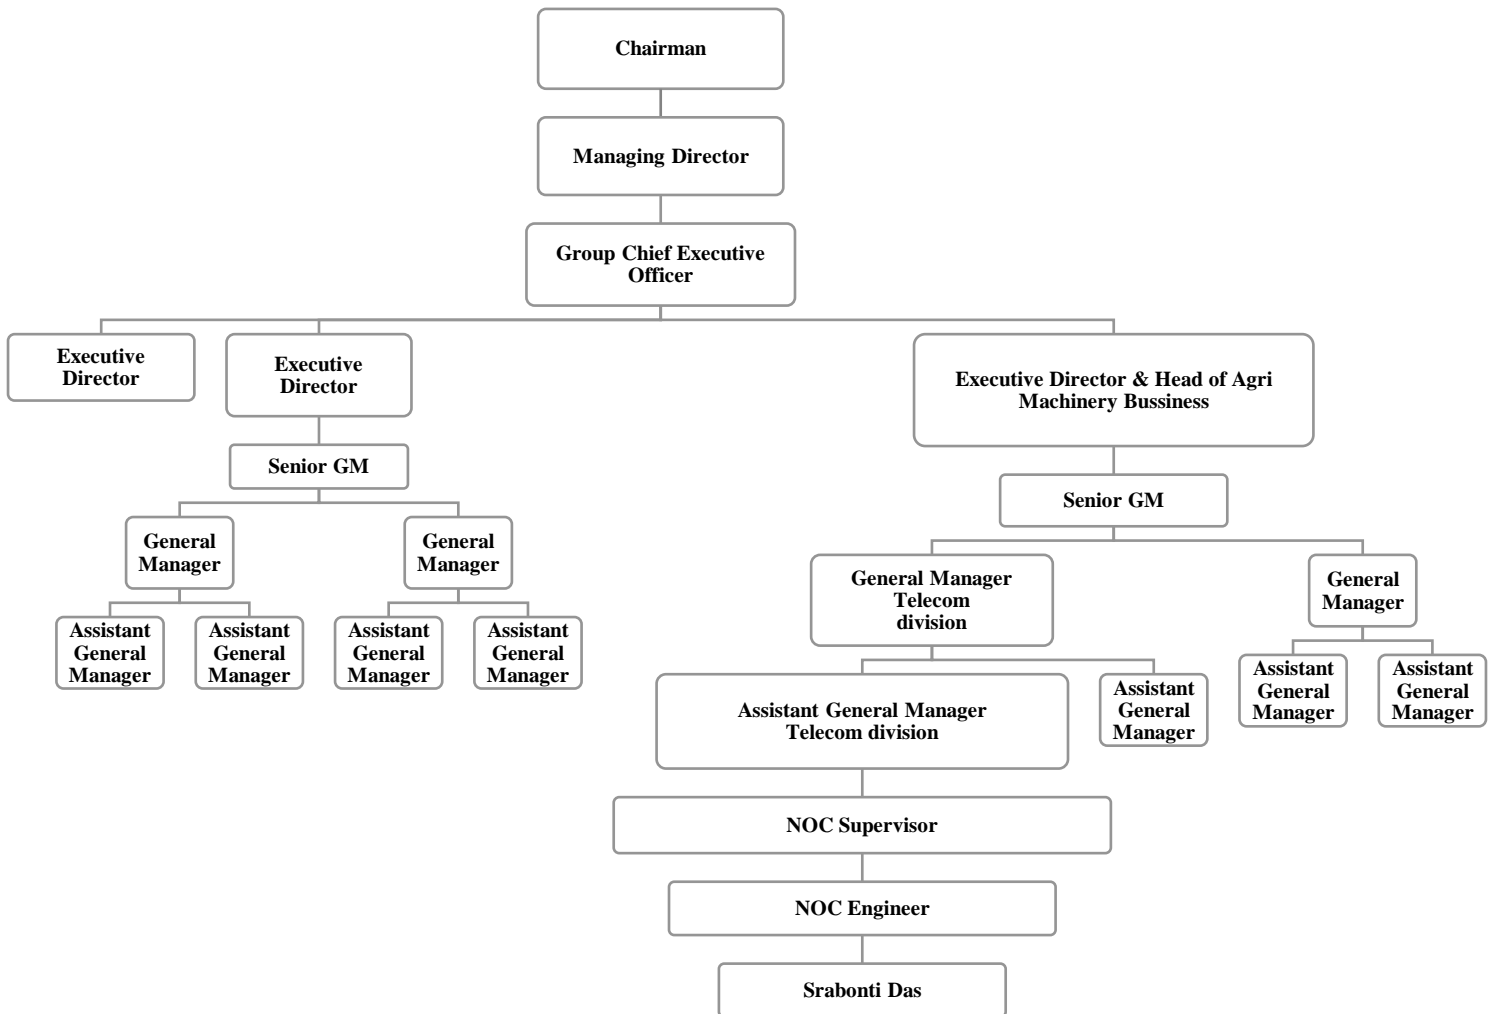 Chairman
Managing Director
Group Chief Executive
Officer
Executive
Director
Executive
Director
Executive Director & Head of Agri
Machinery Bussiness
Senior GM
Senior GM
General
Manager
General
Manager
General Manager
Telecom
division
General
Manager
Assistant
General
Manager
Assistant
General
Manager
Assistant
General
Manager
Assistant
General
Manager
Assistant General Manager
Telecom division
Assistant
General
Manager
Assistant
General
Manager
Assistant
General
Manager
NOC Supervisor
NOC Engineer
Srabonti Das